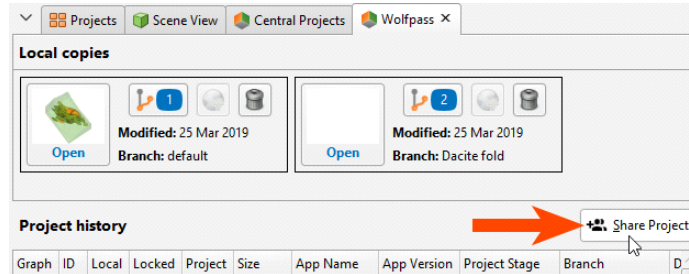 Projects Scene View Central Projects Wolfpass
Local copies
1 2
Modified: 25 Mar 2019 Modified: 25 Mar 2019
Open Branch: default Open Branch: Dacite fold
Project history Share Project
Graph ID Local Locked Project Size App Name App Version Project Stage Branch D